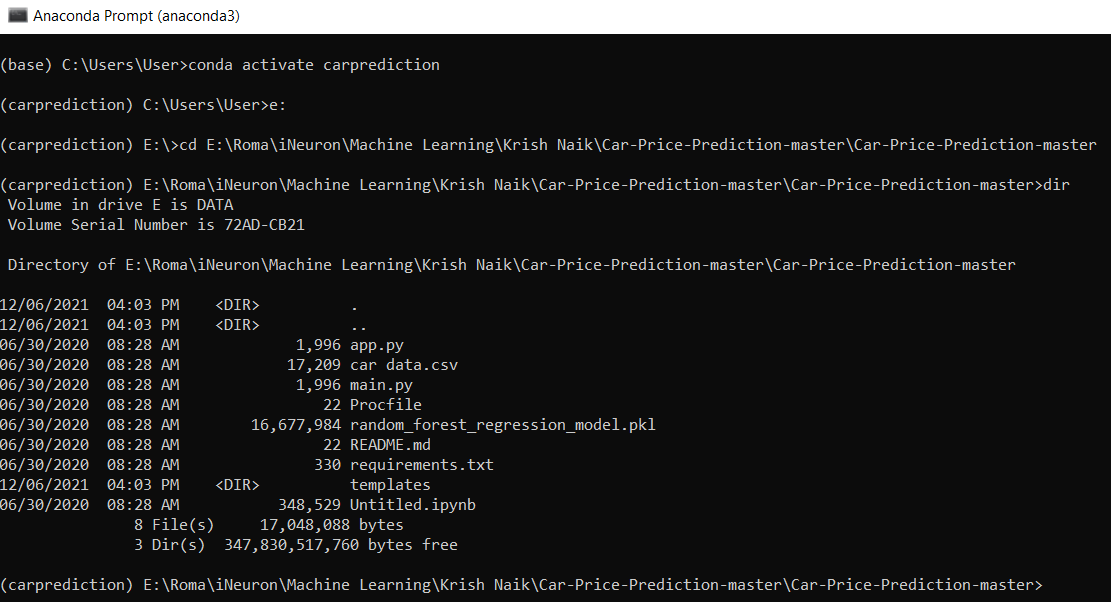 Anaconda Prompt (anaconda3)
(base) C:\Users\User>conda activate carprediction
(carprediction) C:\Users\User>e:
(carprediction) E:\>cd E:\Roma\iNeuron\Machine Learning\Krish Naik\Car-Price-Prediction-master\Car-Price-Prediction-master
(carprediction) E:\Roma\iNeuron\Machine Learning\Krish Naik\Car-Price-Prediction-master\Car-Price-Prediction-master>dir
 Volume in drive E is DATA
 Volume Serial Number is 72AD-CB21
 Directory of E:\Roma\iNeuron\Machine Learning\Krish Naik\Car-Price-Prediction-master\Car-Price-Prediction-master
12/06/2021  04:03 PM    <DIR>          .
12/06/2021  04:03 PM    <DIR>          ..
06/30/2020  08:28 AM             1,996 app.py
06/30/2020  08:28 AM            17,209 car data.csv
06/30/2020  08:28 AM             1,996 main.py
06/30/2020  08:28 AM                22 Procfile
06/30/2020  08:28 AM        16,677,984 random_forest_regression_model.pkl
06/30/2020  08:28 AM                22 README.md
06/30/2020  08:28 AM               330 requirements.txt
12/06/2021  04:03 PM    <DIR>          templates
06/30/2020  08:28 AM           348,529 Untitled.ipynb
               8 File(s)     17,048,088 bytes
               3 Dir(s)  347,830,517,760 bytes free
(carprediction) E:\Roma\iNeuron\Machine Learning\Krish Naik\Car-Price-Prediction-master\Car-Price-Prediction-master>